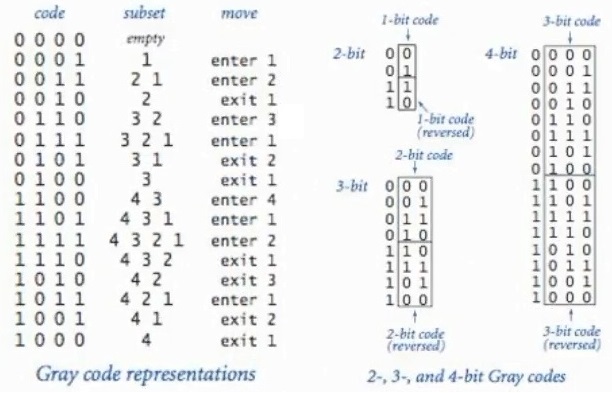 code subset move
0 0 0 0 empty
0 0 0 1 1 enter 1
0 0 1 1 2 1 enter 2
0 0 1 0 2 exit 1
0 1 1 0 3 2 enter 3
0 1 1 1 3 2 1 enter 1
0 1 0 1 3 1 exit 2
0 1 0 0 3 exit 1
1 1 0 0 4 3 enter 4
1 1 0 1 4 3 1 enter 1
1 1 1 1 4 3 2 1 enter 2
1 1 1 0 4 3 2 exit 1
1 0 1 0 4 2 exit 3
1 0 1 1 4 2 1 enter 1
1 0 0 1 4 1 exit 2
1 0 0 0 4 exit 1
Gray code representations
1-bit code
2-bit 0 0
0 1
1 1
1 0
1-bit code
(reversed)
2-bit code
3-bit 0 0 0
0 0 1
0 1 1
0 1 0
1 1 0
1 1 1
1 0 1
1 0 0
2-bit code
(reversed)
3-bit code
4-bit 0 0 0 0
0 0 0 1
0 0 1 1
0 0 1 0
0 1 1 0
0 1 1 1
0 1 0 1
0 1 0 0
1 1 0 0
1 1 0 1
1 1 1 1
1 1 1 0
1 0 1 0
1 0 1 1
1 0 0 1
1 0 0 0
3-bit code
(reversed)
2-, 3-, and 4-bit Gray codes